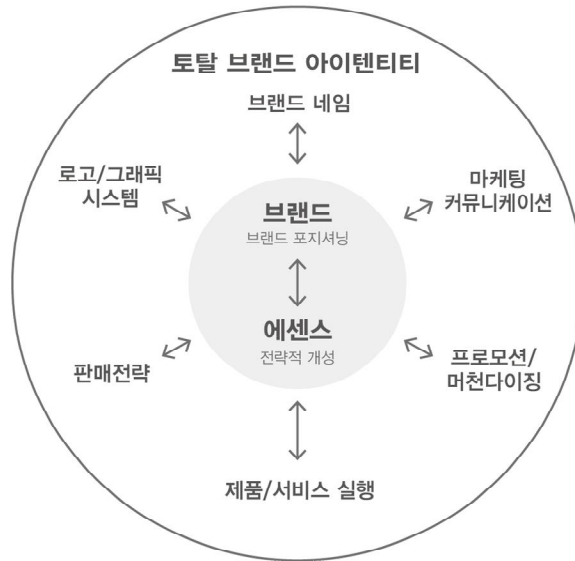 토탈 브랜드 아이텐티티
브랜드 네임
로고/그래픽
시스템
마케팅
커뮤니케이션
브랜드
브랜드 포지셔닝
에센스
전략적 개성
판매전략
프로모션/
머천다이징
제품/서비스 실행